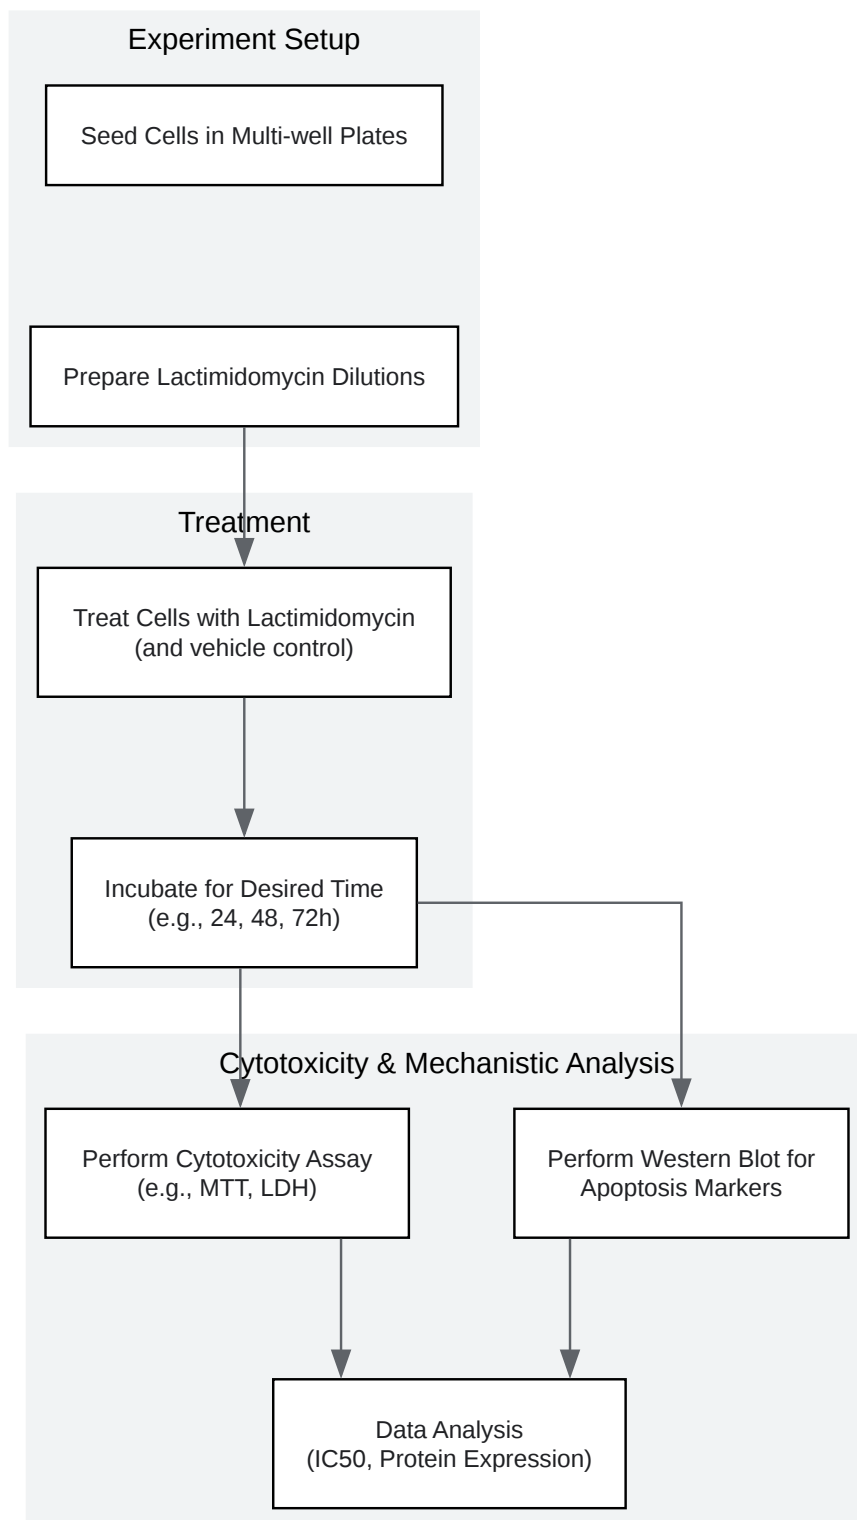 Experiment Setup
Seed Cells in Multi-well Plates
Prepare Lactimidomycin Dilutions
Treatment
Treat Cells with Lactimidomycin
(and vehicle control)
Incubate for Desired Time
(e.g., 24, 48, 72h)
Cytotoxicity & Mechanistic Analysis
Perform Cytotoxicity Assay
(e.g., MTT, LDH)
Perform Western Blot for
Apoptosis Markers
Data Analysis
(IC50, Protein Expression)